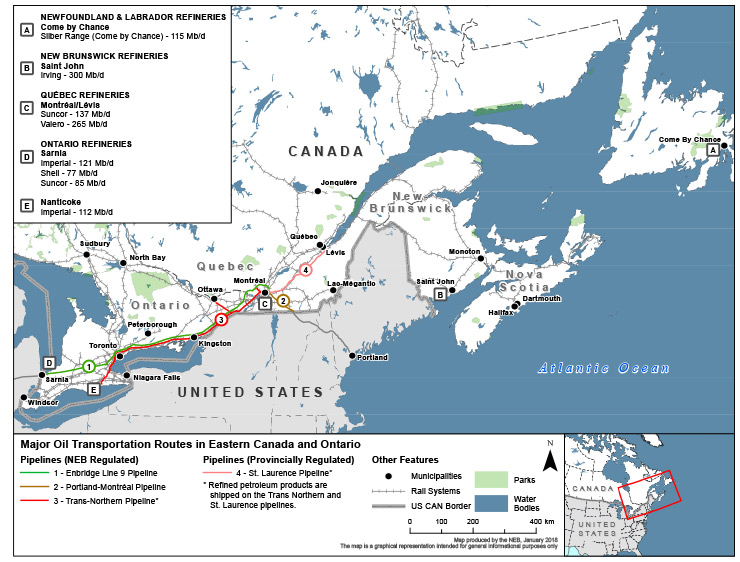 A
NEWFOUNDLAND & LABRADOR REFINERIES
Come by Chance
Silber Range (Come by Chance) - 115 Mb/d
B
NEW BRUNSWICK REFINERIES
Saint John
Irving - 300 Mb/d
C
QUÉBEC REFINERIES
Montréal/Lévis
Suncor - 137 Mb/d
Valero - 265 Mb/d
D
ONTARIO REFINERIES
Sarnia
Imperial - 121 Mb/d
Shell - 77 Mb/d
Suncor - 85 Mb/d
E
Nanticoke
Imperial - 112 Mb/d
Come By Chance
A
CANADA
Jonquière
New
Brunswick
Québec
Lévis
Sudbury
North Bay
Quebec
4
Moncton
Nova
Scotia
Ottawa
Montréal
Lao-Mégantio
Saint John
B
C
2
Dartmouth
Halifax
Ontario
3
Peterborough
Kingston
Toronto
Portland
D
1
Sarnia
Niagara Falls
E
Windsor
UNITED STATES
Atlantic Ocean
Major Oil Transportation Routes in Eastern Canada and Ontario
Pipelines (NEB Regulated)
1 - Enbridge Line 9 Pipeline
2 - Portland-Montréal Pipeline
3 - Trans-Northern Pipeline*
Pipelines (Provincially Regulated)
4 - St. Laurence Pipeline*
* Refined petroleum products are
shipped on the Trans Northern and
St. Laurence pipelines.
Other Features
Municipalities
Rail Systems
US CAN Border
Parks
Water
Bodies
N
0 100 200 400 km
Map produced by the NEB, January 2018
The map is a graphical representation intended for general informational purposes only
CANADA
UNITED
STATES